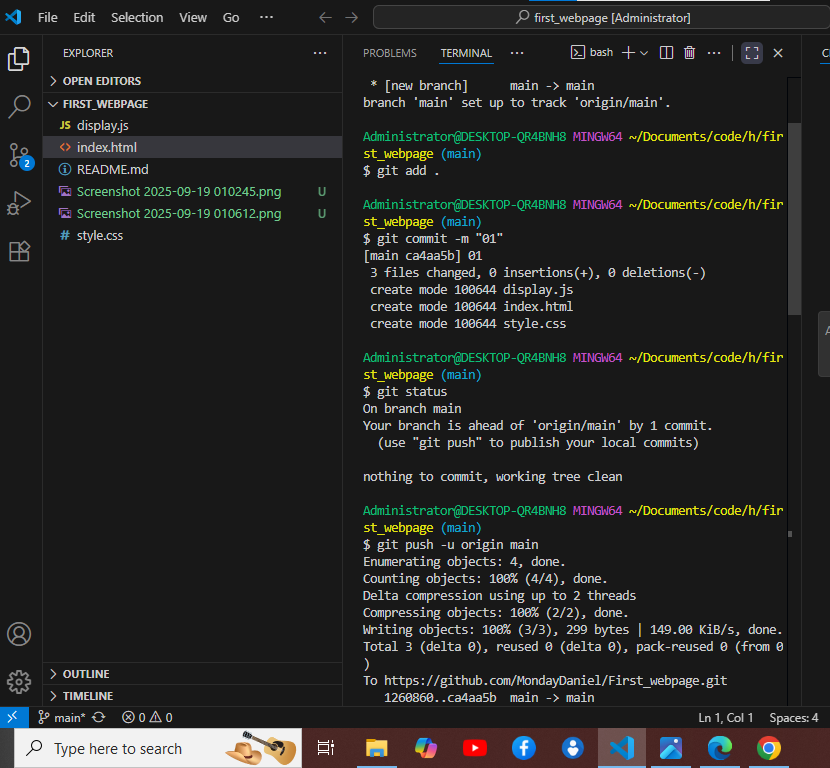 File Edit Selection View Go ···
first_webpage [Administrator]
EXPLORER ···
OPEN EDITORS
FIRST_WEBPAGE
JS display.js
<> index.html
README.md
Screenshot 2025-09-19 010245.png U
Screenshot 2025-09-19 010612.png U
# style.css
2
OUTLINE
TIMELINE
PROBLEMS TERMINAL ···
bash
* [new branch] main -> main
branch 'main' set up to track 'origin/main'.
Administrator@DESKTOP-QR4BNH8 MINGW64 ~/Documents/code/h/fir
st_webpage (main)
$ git add .
Administrator@DESKTOP-QR4BNH8 MINGW64 ~/Documents/code/h/fir
st_webpage (main)
$ git commit -m "01"
[main ca4aa5b] 01
3 files changed, 0 insertions(+), 0 deletions(-)
create mode 100644 display.js
create mode 100644 index.html
create mode 100644 style.css
Administrator@DESKTOP-QR4BNH8 MINGW64 ~/Documents/code/h/fir
st_webpage (main)
$ git status
On branch main
Your branch is ahead of 'origin/main' by 1 commit.
(use "git push" to publish your local commits)
nothing to commit, working tree clean
Administrator@DESKTOP-QR4BNH8 MINGW64 ~/Documents/code/h/fir
st_webpage (main)
$ git push -u origin main
Enumerating objects: 4, done.
Counting objects: 100% (4/4), done.
Delta compression using up to 2 threads
Compressing objects: 100% (2/2), done.
Writing objects: 100% (3/3), 299 bytes | 149.00 KiB/s, done.
Total 3 (delta 0), reused 0 (delta 0), pack-reused 0 (from 0
)
To https://github.com/MondayDaniel/First_webpage.git
1260860..ca4aa5b main -> main
main* 0 0 Ln 1, Col 1 Spaces: 4
Type here to search